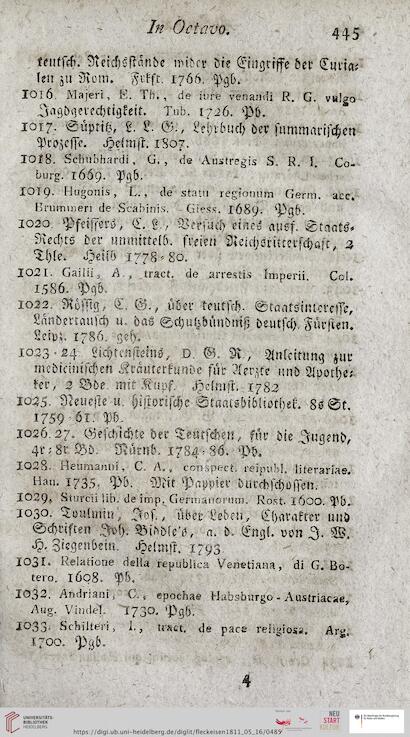 In Octavo. 445
teutsch. Reichsstände wider die Eingriffe der Curia-
len zu Rom. Frkft. 1766. Pgb.
1016. Majeri, E. Th., de iure venandi R. G. vulgo
Jagdgerechtigkeit. Tub. 1726. Pb.
1017. Süptitz, L. L. G., Lehrbuch der summarischen
Prozesse. Helmst. 1807.
1018. Schubhardi, G., de Austregis S. R. I. Co-
burg. 1669. Pgb.
1019. Hugonis, L., de statu regionum Germ. acc.
Brummeri de Scabinis. Giess. 1689. Pgb.
1020. Pfeissers, C. L., Versuch eines ausf. Staats-
Rechts der unmittelb. freien Reichsritterschaft, 2
Thle. Heilb 1778-80.
1021. Gailii, A., tract. de arrestis Imperii. Col.
1586. Pgb.
1022. Rössig, C. G., über teutsch. Staatsinteresse,
Ländertausch u. das Schutzbündniß deutsch. Fürsten.
Leipz. 1786. geh.
1023-24. Lichtensteins, D. G. R., Anleitung zur
medicinischen Kräuterkunde für Aerzte und Apothe-
ker, 2 Bde. mit Kupf. Helmst. 1782
1025. Neueste u. historische Staatsbibliothek. 8s St.
1759-61. Pb.
1026. 27. Geschichte der Teutschen, für die Jugend,
4r-8r Bd. Nürnb. 1784-86. Pb.
1028. Heumanni, C. A., conspect. reipubl. literariae.
Han. 1735. Pb. Mit Pappier durchschossen.
1029. Sturcii lib. de imp. Germanorum. Rost. 1600. Pb.
1030. Toulmin, Jos., über Leben, Charakter und
Schriften Joh. Biddle's, a. d. Engl. von J. W.
H. Ziegenbein. Helmst. 1793
1031. Relatione della republica Venetiana, di G. Bo-
tero. 1608. Pb.
1032. Andriani, C., epochae Habsburgo-Austriacae,
Aug. Vindel. 1730. Pgb.
1033. Schilteri, I., tract. de pace religiosa. Arg.
1700. Pgb.
4
UNIVERSITÄTS-
BIBLIOTHEK
HEIDELBERG
https://digi.ub.uni-heidelberg.de/diglit/fleckeisen1811_05_16/0489
NEU
START
KULTUR